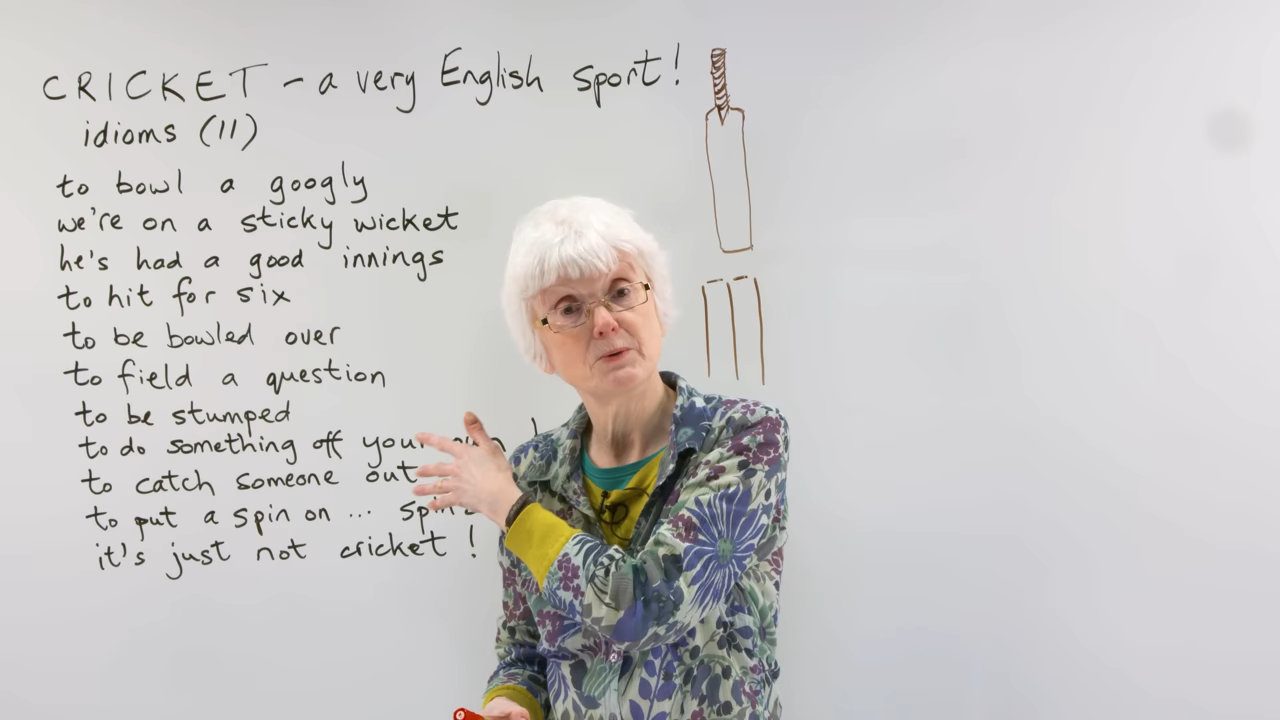 CRICKET - a very English sport!
idioms (11)
to bowl a googly
we're on a sticky wicket
he's had a good innings
to hit for six
to be bowled over
to field a question
to be stumped
to do something off your
to catch someone out
to put a spin on ...
it's just not cricket!